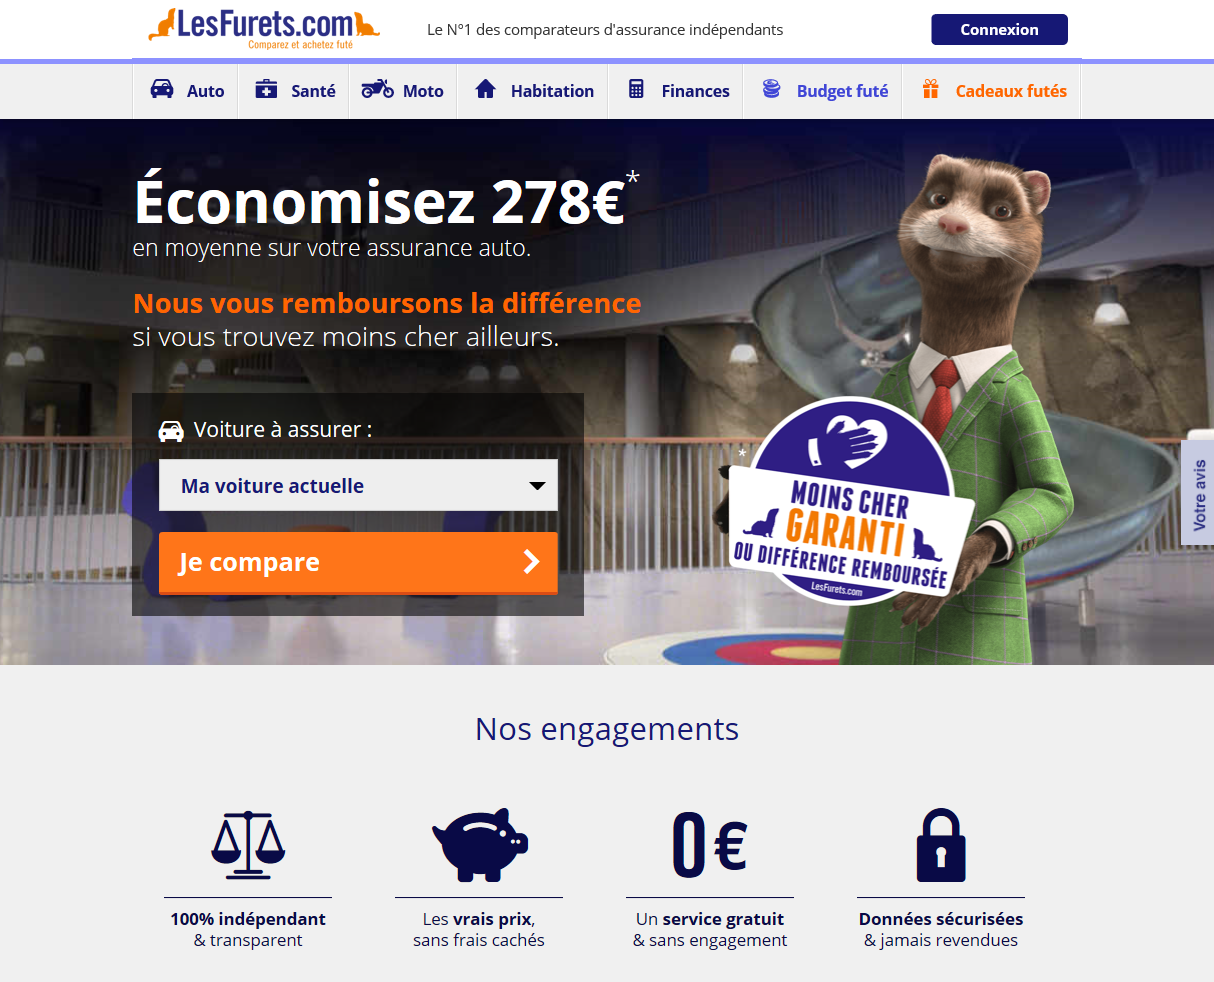 LesFurets.com
Comparez et achetez futé
Le N°1 des comparateurs d'assurance indépendants
Connexion
Auto
Santé
Moto
Habitation
Finances
Budget futé
Cadeaux futés
Économisez 278€*
en moyenne sur votre assurance auto.
Nous vous remboursons la différence
si vous trouvez moins cher ailleurs.
Voiture à assurer :
Ma voiture actuelle
Je compare
*
MOINS CHER
GARANTI
OU DIFFÉRENCE REMBOURSÉE
LesFurets.com
Votre avis
Nos engagements
0€
100% indépendant
& transparent
Les vrais prix,
sans frais cachés
Un service gratuit
& sans engagement
Données sécurisées
& jamais revendues